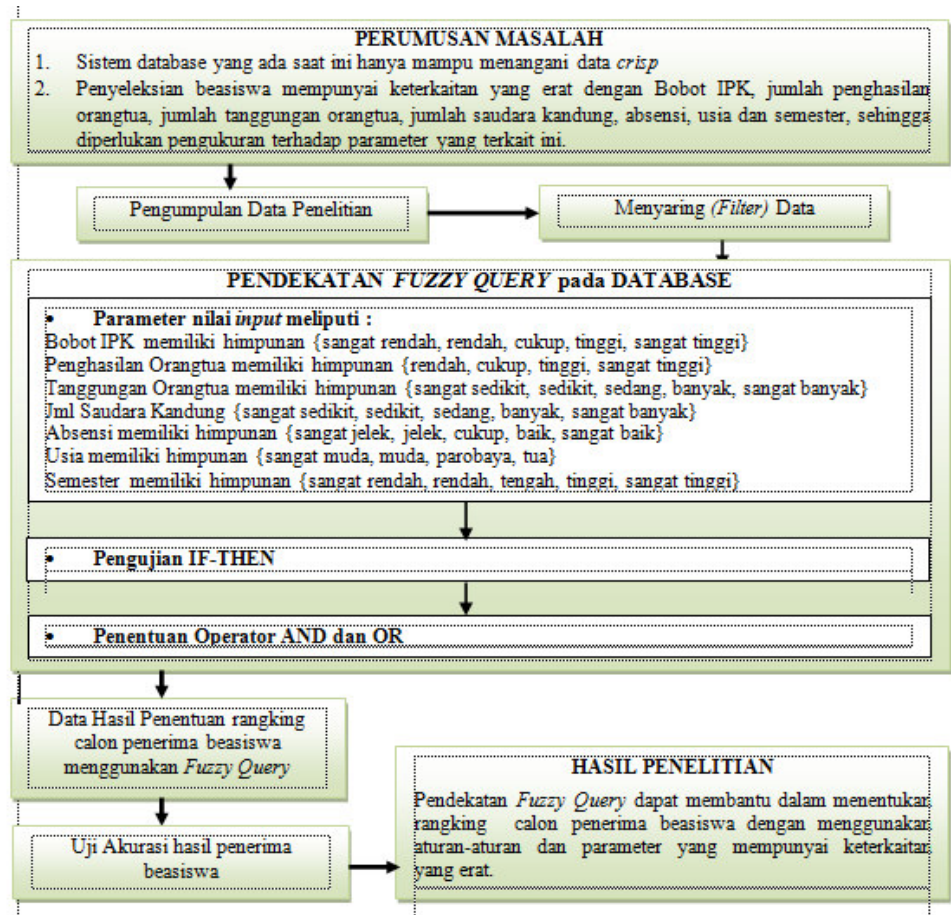 PERUMUSAN MASALAH
1. Sistem database yang ada saat ini hanya mampu menangani data crisp
2. Penyeleksian beasiswa mempunyai keterkaitan yang erat dengan Bobot IPK, jumlah penghasilan
orangtua, jumlah tanggungan orangtua, jumlah saudara kandung, absensi, usia dan semester, sehingga
diperlukan pengukuran terhadap parameter yang terkait ini.
Pengumpulan Data Penelitian
Menyaring (Filter) Data
PENDEKATAN FUZZY QUERY pada DATABASE
• Parameter nilai input meliputi :
Bobot IPK memiliki himpunan {sangat rendah, rendah, cukup, tinggi, sangat tinggi}
Penghasilan Orangtua memiliki himpunan {rendah, cukup, tinggi, sangat tinggi}
Tanggungan Orangtua memiliki himpunan {sangat sedikit, sedikit, sedang, banyak, sangat banyak}
Jml Saudara Kandung {sangat sedikit, sedikit, sedang, banyak, sangat banyak}
Absensi memiliki himpunan {sangat jelek, jelek, cukup, baik, sangat baik}
Usia memiliki himpunan {sangat muda, muda, parobaya, tua}
Semester memiliki himpunan {sangat rendah, rendah, tengah, tinggi, sangat tinggi}
• Pengujian IF-THEN
• Penentuan Operator AND dan OR
Data Hasil Penentuan rangking
calon penerima beasiswa
menggunakan Fuzzy Query
Uji Akurasi hasil penerima
beasiswa
HASIL PENELITIAN
Pendekatan Fuzzy Query dapat membantu dalam menentukan
rangking calon penerima beasiswa dengan menggunakan
aturan-aturan dan parameter yang mempunyai keterkaitan
yang erat.